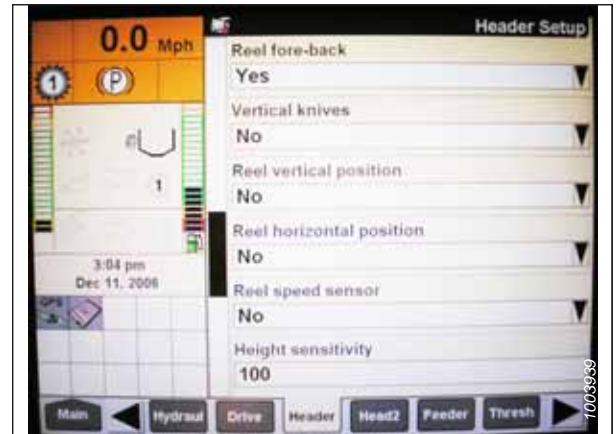 0.0 Mph
Header Setup
1
(P)
Reel fore-back
Yes
Vertical knives
No
Reel vertical position
No
1
Reel horizontal position
No
3:04 pm
Dec 11, 2006
Reel speed sensor
No
GPS
Height sensitivity
100
Main
Hydraul
Drive
Header
Head2
Feeder
Thresh
1003939